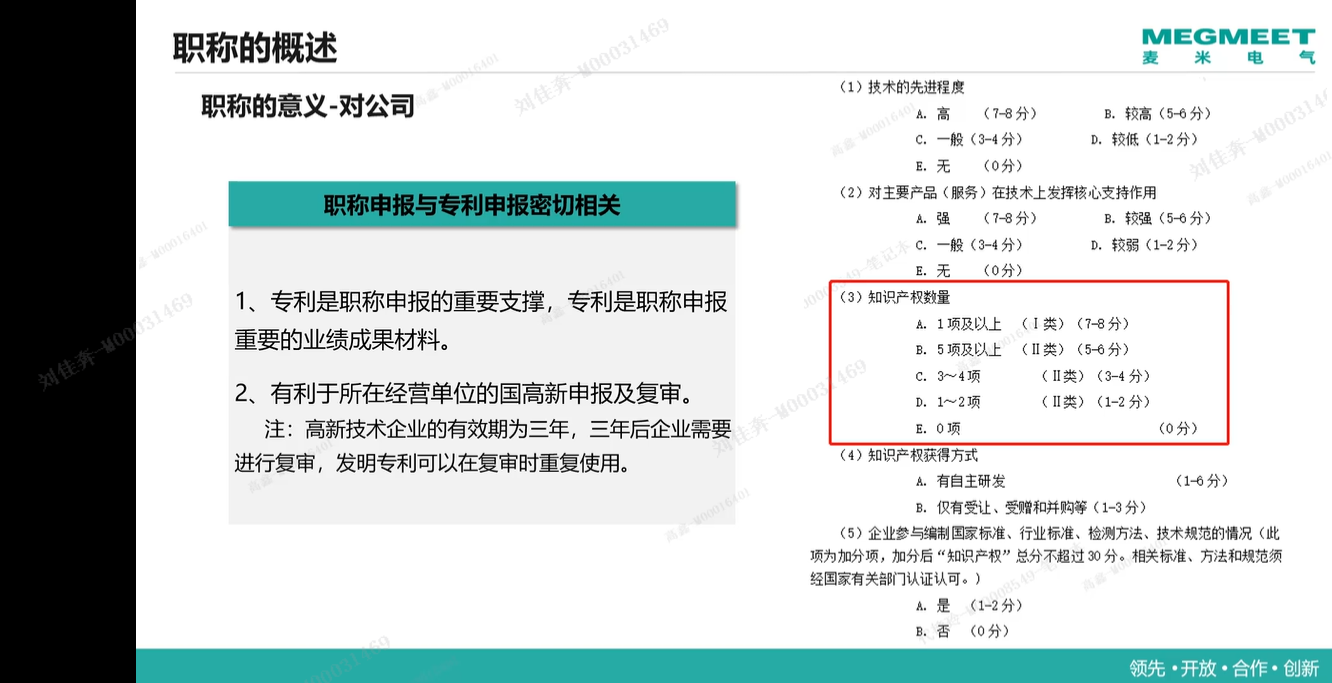 职称的概述
MEGMEET
麦米电气
职称的意义-对公司
职称申报与专利申报密切相关
1、专利是职称申报的重要支撑，专利是职称申报
重要的业绩成果材料。
2、有利于所在经营单位的国高新申报及复审。
注：高新技术企业的有效期为三年，三年后企业需要
进行复审，发明专利可以在复审时重复使用。
（1）技术的先进程度
A. 高 （7-8 分） B. 较高（5-6 分）
C. 一般（3-4 分） D. 较低（1-2 分）
E. 无 （0 分）
（2）对主要产品（服务）在技术上发挥核心支持作用
A. 强 （7-8 分） B. 较强（5-6 分）
C. 一般（3-4 分） D. 较弱（1-2 分）
E. 无 （0 分）
（3）知识产权数量
A. 1 项及以上 （Ⅰ类）（7-8 分）
B. 5 项及以上 （Ⅱ类）（5-6 分）
C. 3～4 项 （Ⅱ类）（3-4 分）
D. 1～2 项 （Ⅱ类）（1-2 分）
E. 0 项 （0 分）
（4）知识产权获得方式
A. 有自主研发 （1-6 分）
B. 仅有受让、受赠和并购等（1-3 分）
（5）企业参与编制国家标准、行业标准、检测方法、技术规范的情况（此
项为加分项，加分后“知识产权”总分不超过 30 分。相关标准、方法和规范须
经国家有关部门认证认可。）
A. 是 （1-2 分）
B. 否 （0 分）
领先·开放·合作·创新
刘佳奔-M00031469
高鑫-M00016401